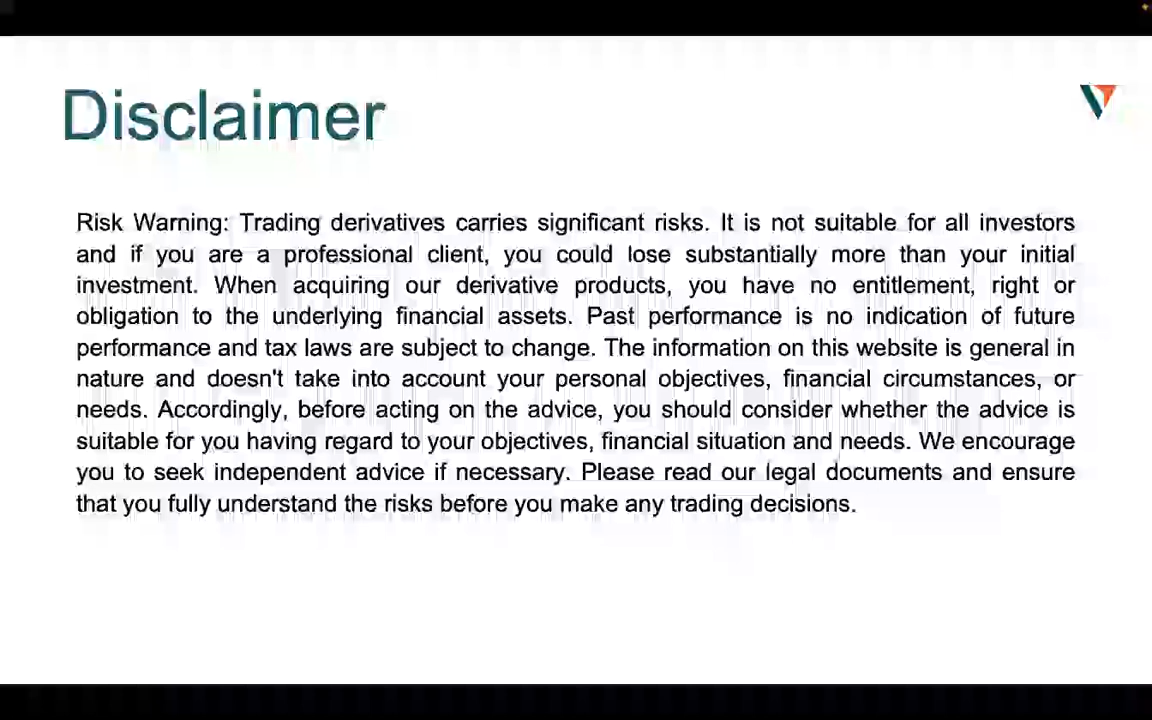 Disclaimer
Risk Warning: Trading derivatives carries significant risks. It is not suitable for all investors
and if you are a professional client, you could lose substantially more than your initial
investment. When acquiring our derivative products, you have no entitlement, right or
obligation to the underlying financial assets. Past performance is no indication of future
performance and tax laws are subject to change. The information on this website is general in
nature and doesn't take into account your personal objectives, financial circumstances, or
needs. Accordingly, before acting on the advice, you should consider whether the advice is
suitable for you having regard to your objectives, financial situation and needs. We encourage
you to seek independent advice if necessary. Please read our legal documents and ensure
that you fully understand the risks before you make any trading decisions.